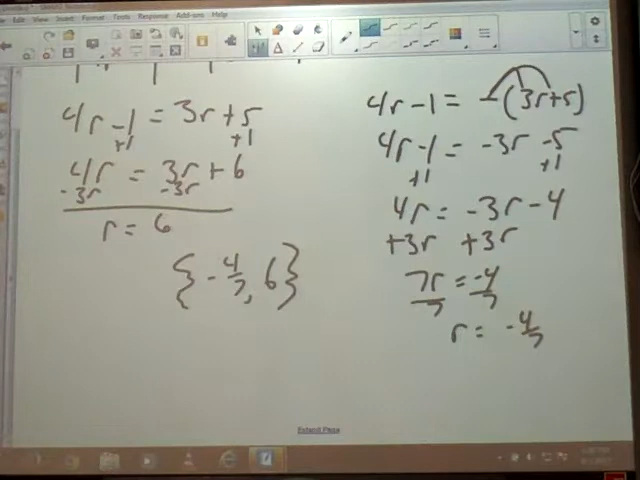 Edit View Insert Format Tools Response Add-ons Help
4r - 1 = 3r + 5
+1 +1
4r = 3r + 6
-3r -3r
r = 6
{ - 4/7, 6 }
4r - 1 = - (3r + 5)
4r - 1 = -3r - 5
+1 +1
4r = -3r - 4
+3r +3r
7r/7 = -4/7
r = -4/7
Extend Page